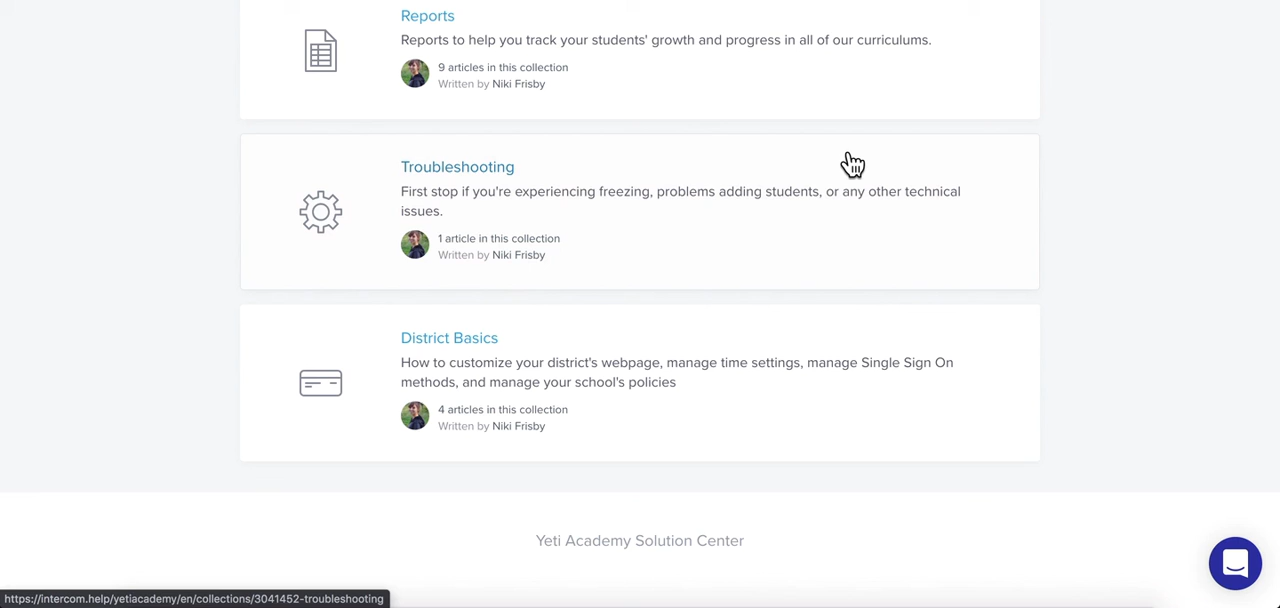 Reports
Reports to help you track your students' growth and progress in all of our curriculums.
9 articles in this collection
Written by Niki Frisby
Troubleshooting
First stop if you're experiencing freezing, problems adding students, or any other technical
issues.
1 article in this collection
Written by Niki Frisby
District Basics
How to customize your district's webpage, manage time settings, manage Single Sign On
methods, and manage your school's policies
4 articles in this collection
Written by Niki Frisby
Yeti Academy Solution Center
https://intercom.help/yetiacademy/en/collections/3041452-troubleshooting